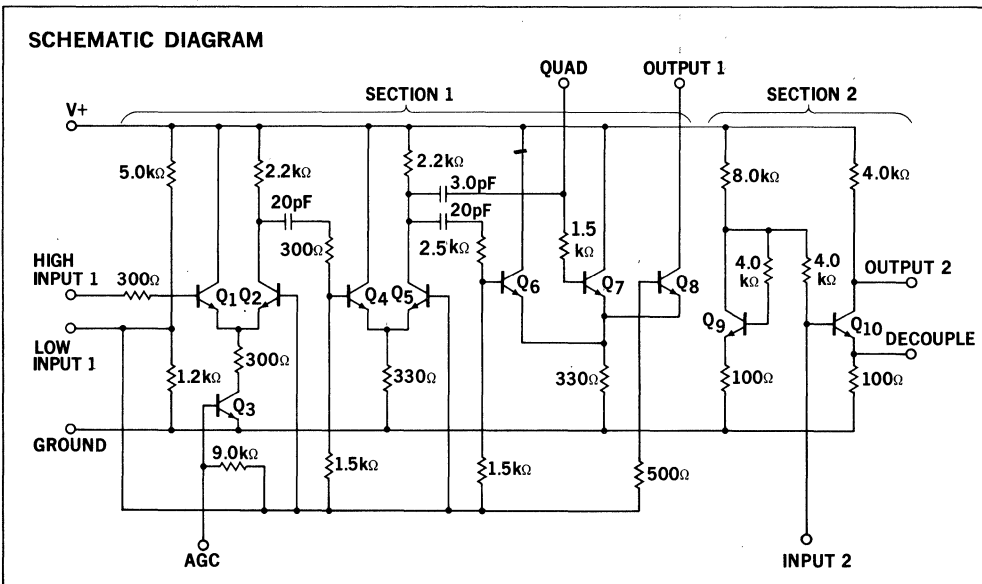 SCHEMATIC DIAGRAM
QUAD OUTPUT 1
SECTION 1 SECTION 2
V+
5.0kΩ 2.2kΩ 2.2kΩ 8.0kΩ 4.0kΩ
3.0pF
20pF 20pF
300Ω 2.5 kΩ 1.5 kΩ 4.0 kΩ 4.0 kΩ
HIGH INPUT 1
300Ω
Q1 Q2 Q4 Q5 Q6 Q7 Q8 OUTPUT 2
Q9 Q10
DECOUPLE
LOW INPUT 1
300Ω
1.2kΩ 330Ω 330Ω 100Ω 100Ω
Q3
GROUND
9.0kΩ 1.5kΩ 1.5kΩ 500Ω
AGC INPUT 2